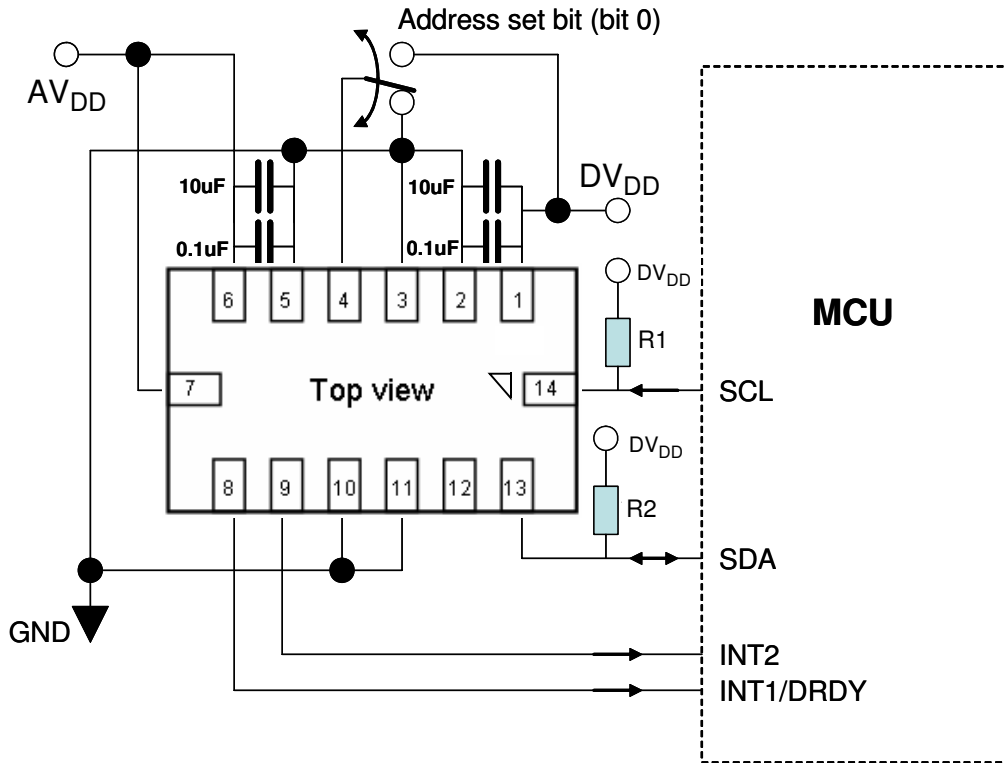 Address set bit (bit 0)
AVDD
10uF
10uF
DVDD
0.1uF
0.1uF
6
5
4
3
2
1
DVDD
R1
MCU
7
Top view
14
SCL
DVDD
8
9
10
11
12
13
R2
SDA
GND
INT2
INT1/DRDY